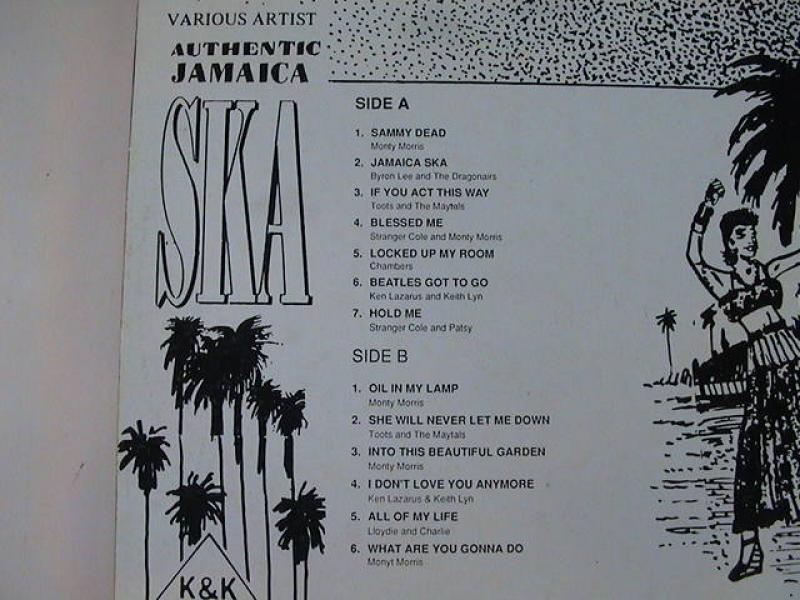 VARIOUS ARTIST
AUTHENTIC
JAMAICA
SKA
SIDE A
1. SAMMY DEAD
Monty Morris
2. JAMAICA SKA
Byron Lee and The Dragonairs
3. IF YOU ACT THIS WAY
Toots and The Maytals
4. BLESSED ME
Stranger Cole and Monty Morris
5. LOCKED UP MY ROOM
Chambers
6. BEATLES GOT TO GO
Ken Lazarus and Keith Lyn
7. HOLD ME
Stranger Cole and Patsy
SIDE B
1. OIL IN MY LAMP
Monty Morris
2. SHE WILL NEVER LET ME DOWN
Toots and The Maytals
3. INTO THIS BEAUTIFUL GARDEN
Monty Morris
4. I DON'T LOVE YOU ANYMORE
Ken Lazarus & Keith Lyn
5. ALL OF MY LIFE
Lloydie and Charlie
6. WHAT ARE YOU GONNA DO
Monyt Morris
K&K